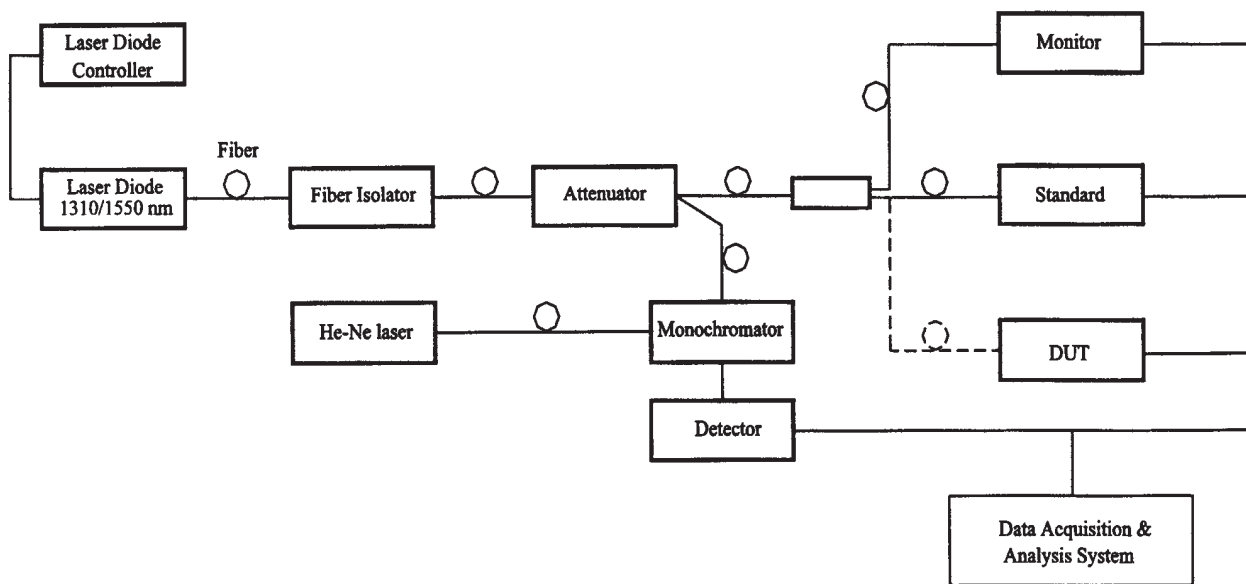 Laser Diode
Controller
Monitor
Fiber
Laser Diode
1310/1550 nm
Fiber Isolator
Attenuator
Standard
He-Ne laser
Monochromator
DUT
Detector
Data Acquisition &
Analysis System